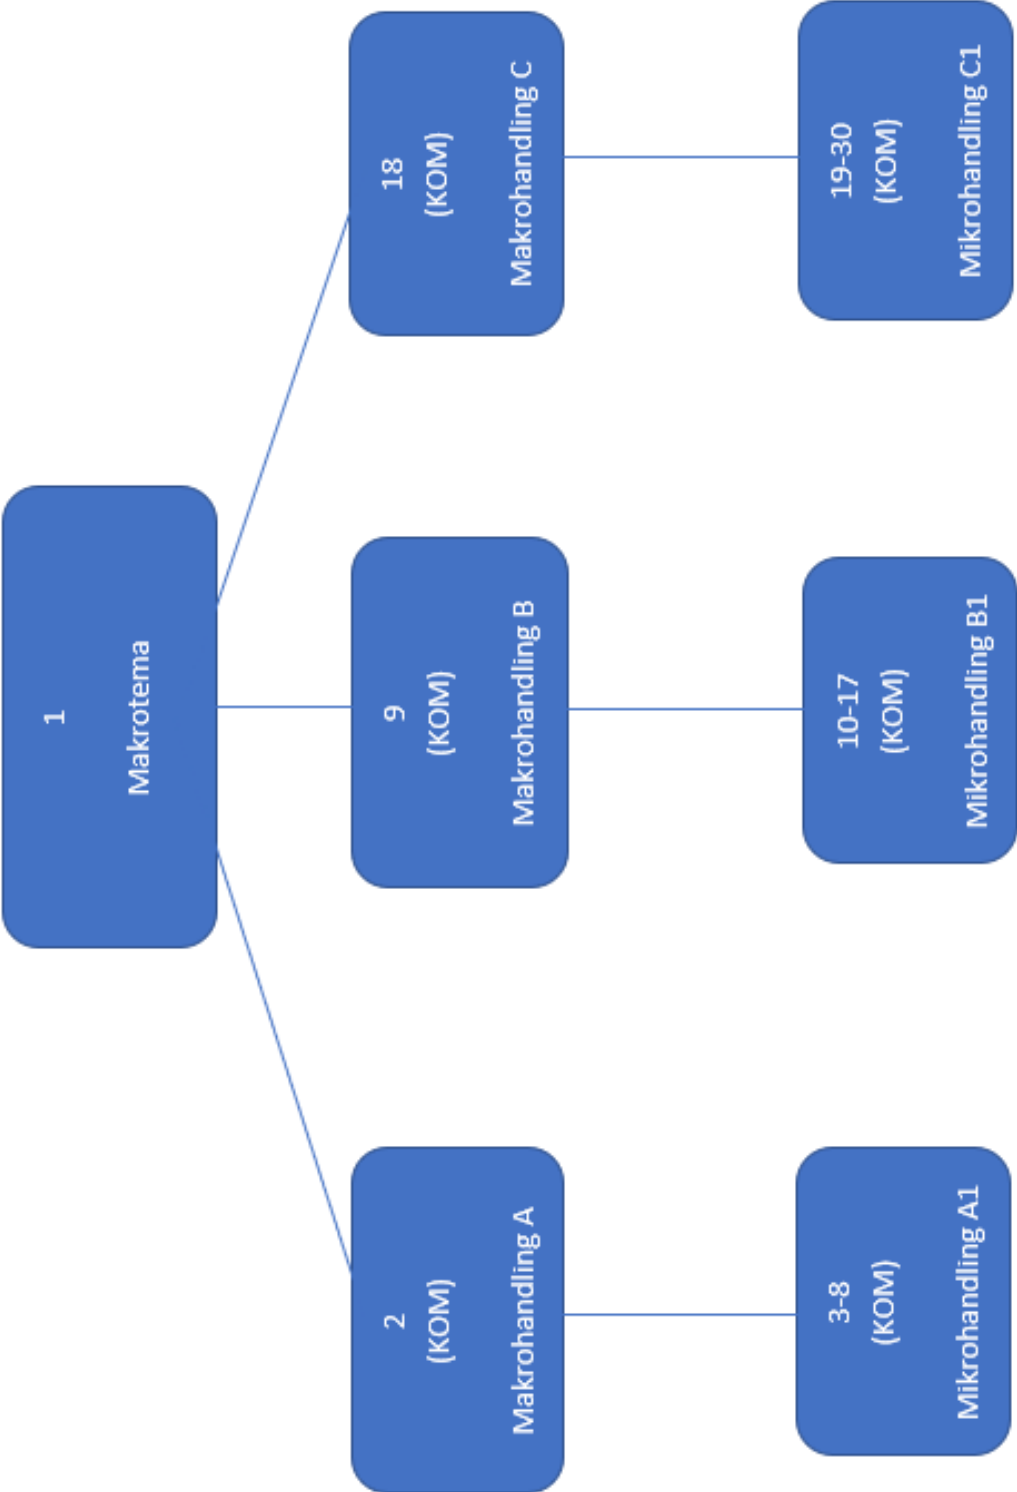 1
Makrotema
2
(KOM)
Makrohandling A
9
(KOM)
Makrohandling B
18
(KOM)
Makrohandling C
3-8
(KOM)
Mikrohandling A1
10-17
(KOM)
Mikrohandling B1
19-30
(KOM)
Mikrohandling C1